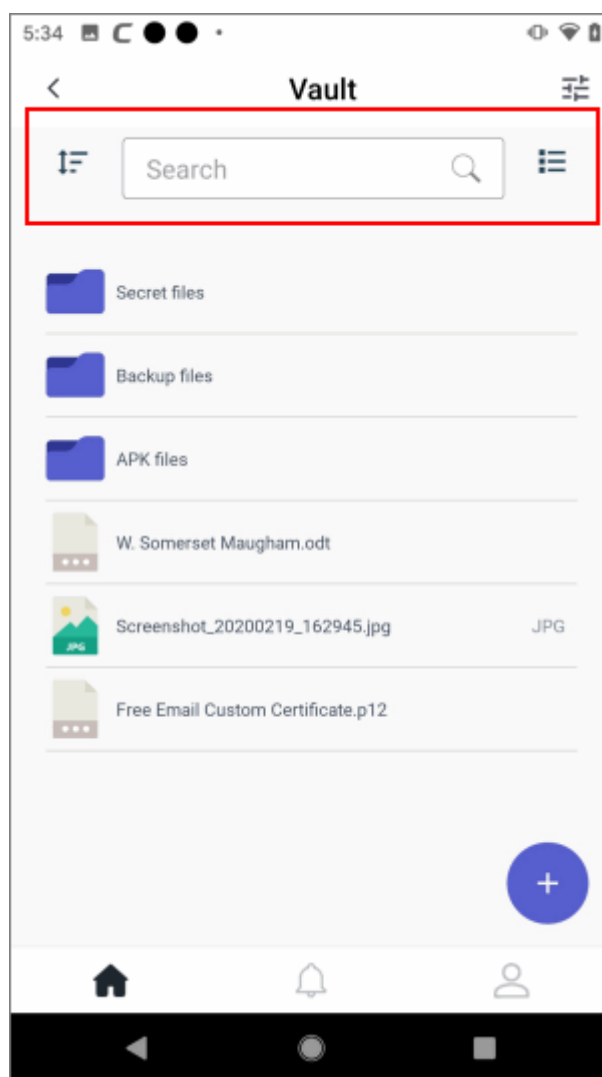 5:34
Vault
Search
Secret files
Backup files
APK files
W. Somerset Maugham.odt
Screenshot_20200219_162945.jpg JPG
JPG
Free Email Custom Certificate.p12